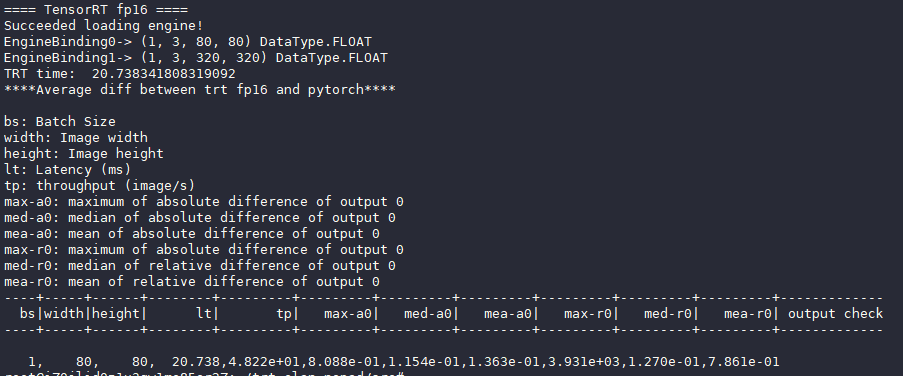 ==== TensorRT fp16 ====
Succeeded loading engine!
EngineBinding0-> (1, 3, 80, 80) DataType.FLOAT
EngineBinding1-> (1, 3, 320, 320) DataType.FLOAT
TRT time:  20.738341808319092
****Average diff between trt fp16 and pytorch****
bs: Batch Size
width: Image width
height: Image height
lt: Latency (ms)
tp: throughput (image/s)
max-a0: maximum of absolute difference of output 0
med-a0: median of absolute difference of output 0
mea-a0: mean of absolute difference of output 0
max-r0: maximum of absolute difference of output 0
med-r0: median of relative difference of output 0
mea-r0: mean of relative difference of output 0
----+-----+------+--------+---------+---------+---------+---------+---------+---------+---------+-------------
  bs|width|height|      lt|       tp|   max-a0|   med-a0|   mea-a0|   max-r0|   med-r0|   mea-r0| output check
----+-----+------+--------+---------+---------+---------+---------+---------+---------+---------+-------------
   1,   80,    80,  20.738,4.822e+01,8.088e-01,1.154e-01,1.363e-01,3.931e+03,1.270e-01,7.861e-01